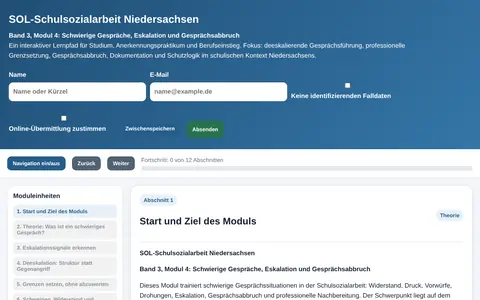 SOL-Schulsozialarbeit Niedersachsen
Band 3, Modul 4: Schwierige Gespräche, Eskalation und Gesprächsabbruch
Ein interaktiver Lernpfad für Studium, Anerkennungspraktikum und Berufseinstieg. Fokus: deeskalierende Gesprächsführung, professionelle
Grenzsetzung, Gesprächsabbruch, Dokumentation und Schutzlogik im schulischen Kontext Niedersachsens.
Name
E-Mail
Name oder Kürzel
name@example.de
Keine identifizierenden Falldaten
Online-Übermittlung zustimmen
Zwischenspeichern
Absenden
Navigation ein/aus
Zurück
Weiter
Fortschritt: 0 von 12 Abschnitten
Moduleinheiten
1. Start und Ziel des Moduls
2. Theorie: Was ist ein schwieriges
Gespräch?
3. Eskalationssignale erkennen
4. Deeskalation: Struktur statt
Gegenangriff
5. Grenzen setzen, ohne abzuwerten
Abschnitt 1
Start und Ziel des Moduls
Theorie
SOL-Schulsozialarbeit Niedersachsen
Band 3, Modul 4: Schwierige Gespräche, Eskalation und Gesprächsabbruch
Dieses Modul trainiert schwierige Gesprächssituationen in der Schulsozialarbeit: Widerstand, Druck, Vorwürfe,
Drohungen, Eskalation, Gesprächsabbruch und professionelle Nachbereitung. Der Schwerpunkt liegt auf dem